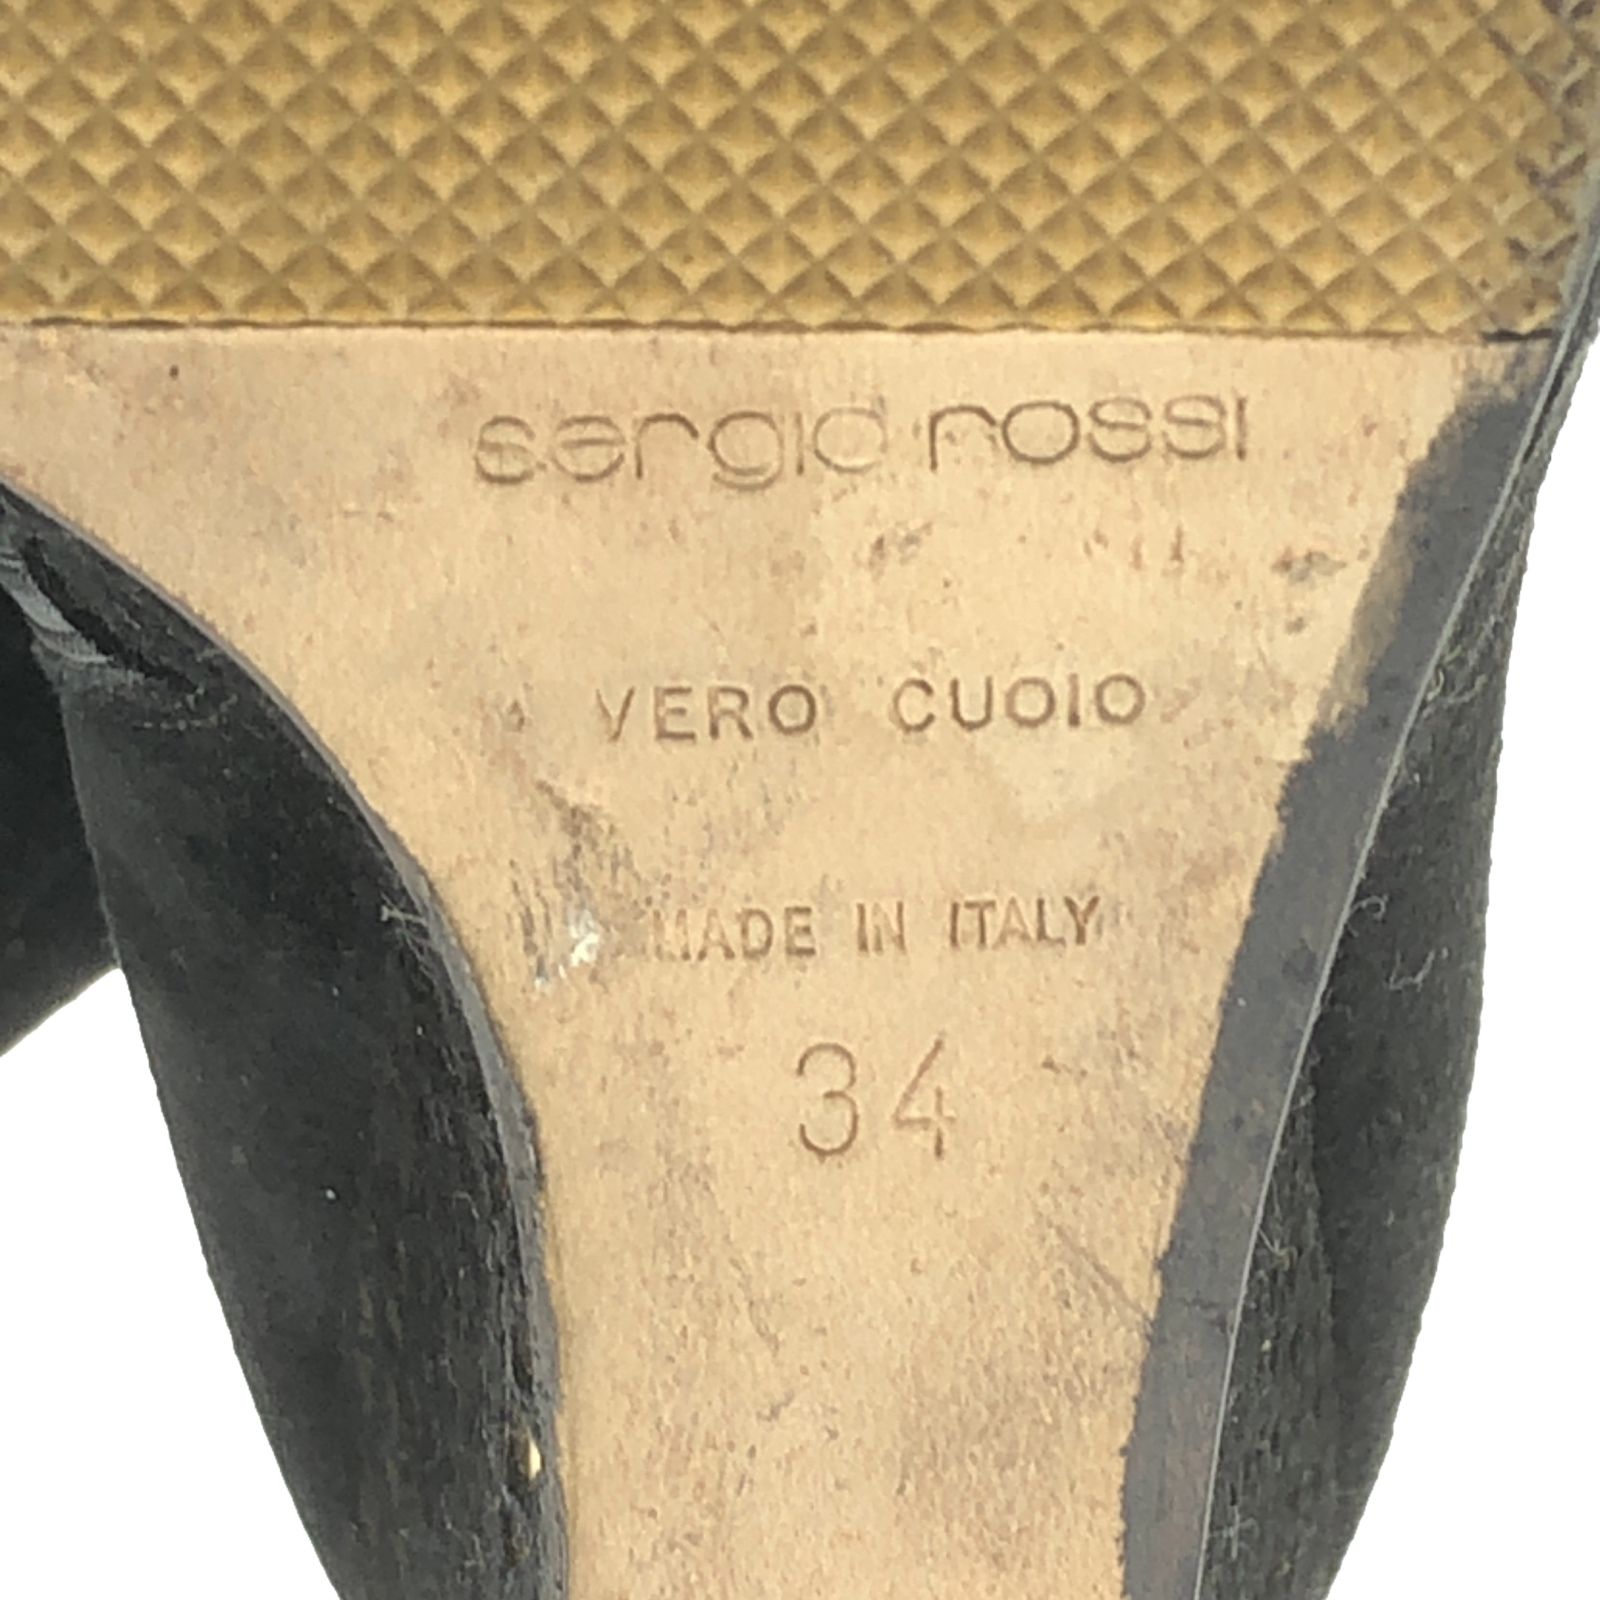 sergio rossi
VERO CUOIO
MADE IN ITALY
34